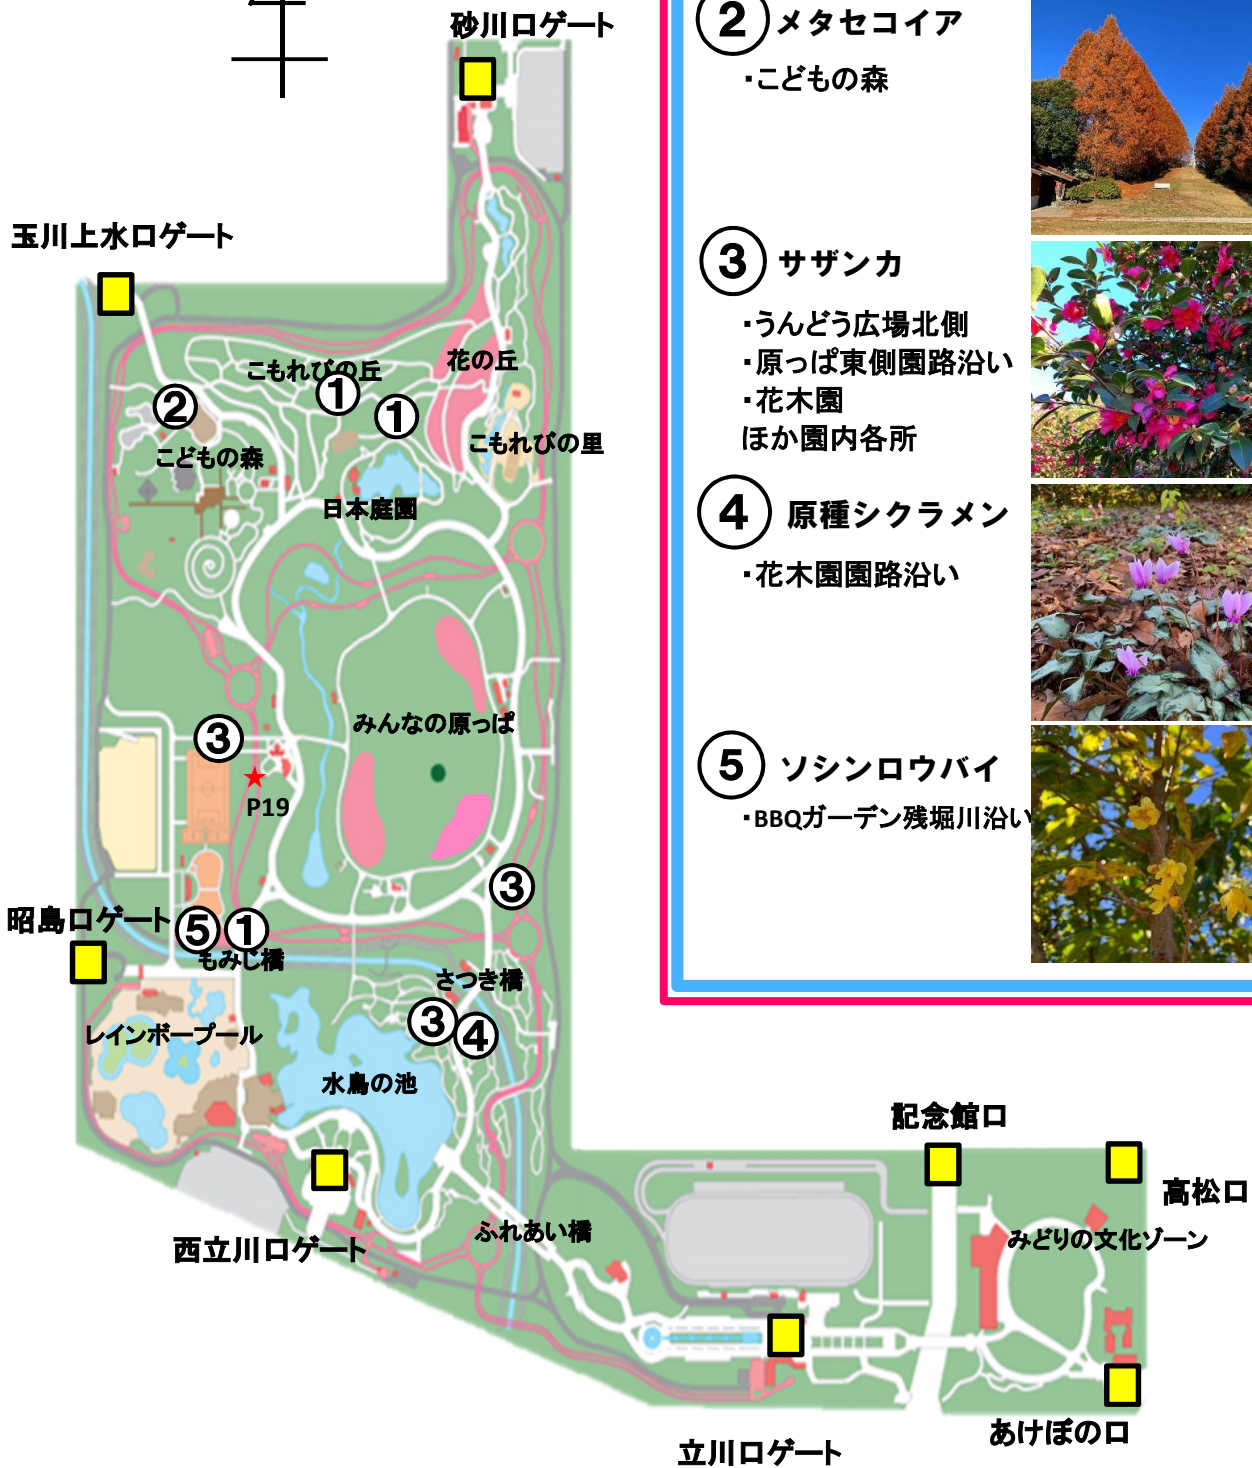 砂川口ゲート
② メタセコイア
・こどもの森
玉川上水口ゲート
③ サザンカ
・うんどう広場北側
・原っぱ東側園路沿い
・花木園
ほか園内各所
こもれびの丘
花の丘
①
①
②
こもれびの里
こどもの森
日本庭園
④ 原種シクラメン
・花木園園路沿い
みんなの原っぱ
③
P19
⑤ ソシンロウバイ
・BBQガーデン残堀川沿い
③
昭島口ゲート
⑤
①
もみじ橋
さつき橋
③
④
レインボープール
水鳥の池
記念館口
高松口
ふれあい橋
みどりの文化ゾーン
西立川口ゲート
あけぼの口
立川口ゲート